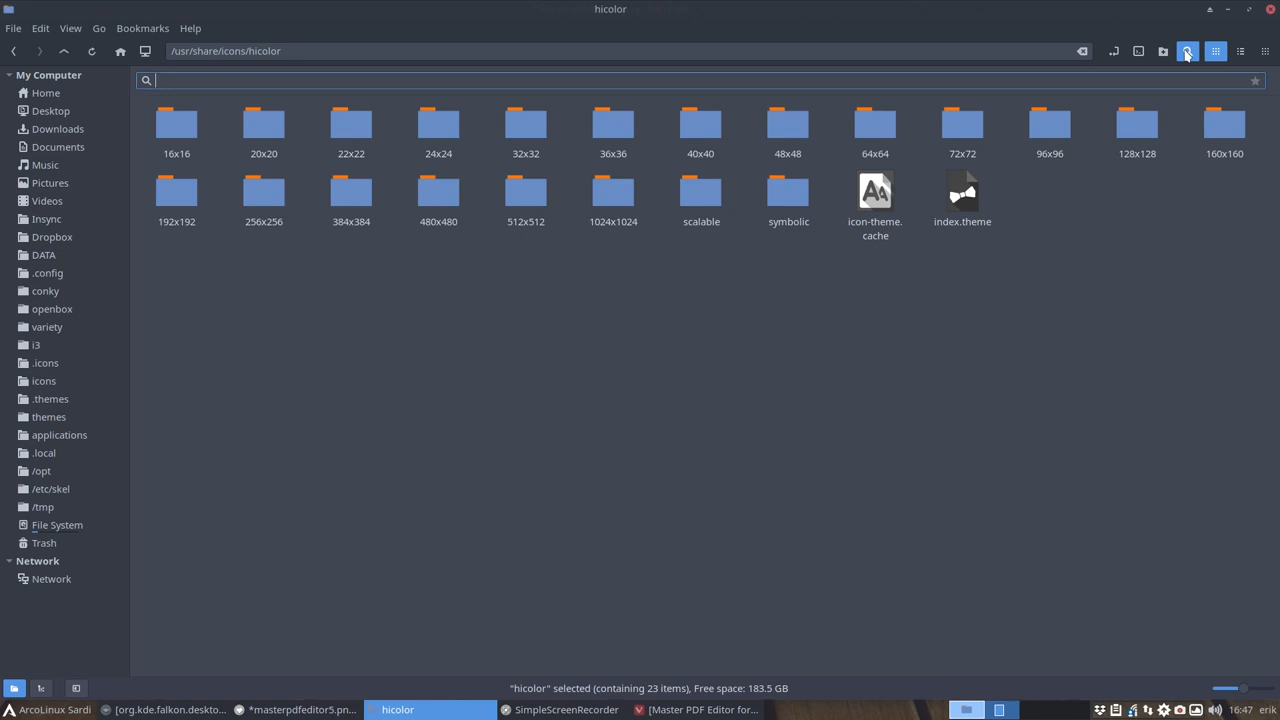 hicolor
File Edit View Go Bookmarks Help
/usr/share/icons/hicolor
My Computer
Home
Desktop
Downloads
Documents
Music
Pictures
Videos
Insync
Dropbox
DATA
.config
conky
openbox
variety
i3
.icons
icons
.themes
themes
applications
.local
/opt
/etc/skel
/tmp
File System
Trash
Network
Network
16x16 20x20 22x22 24x24 32x32 36x36 40x40 48x48 64x64 72x72 96x96 128x128 160x160
192x192 256x256 384x384 480x480 512x512 1024x1024 scalable symbolic icon-theme. index.theme
cache
"hicolor" selected (containing 23 items), Free space: 183.5 GB
ArcoLinux Sardi [org.kde.falkon.deskto... *masterpdfeditor5.pn... hicolor SimpleScreenRecorder [Master PDF Editor for... 16:47 erik